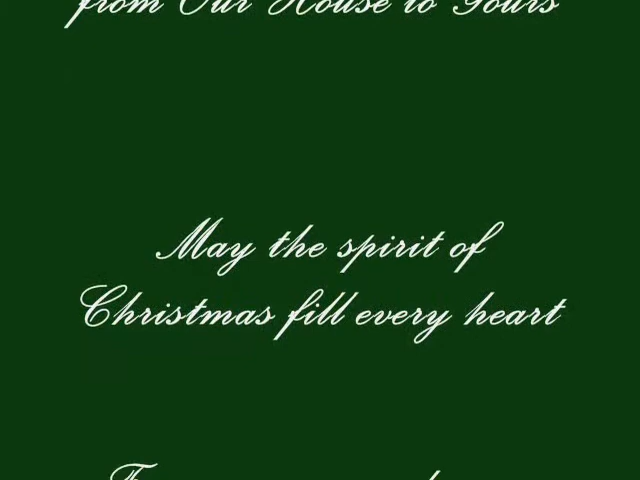 from Our House to Yours
May the spirit of
Christmas fill every heart